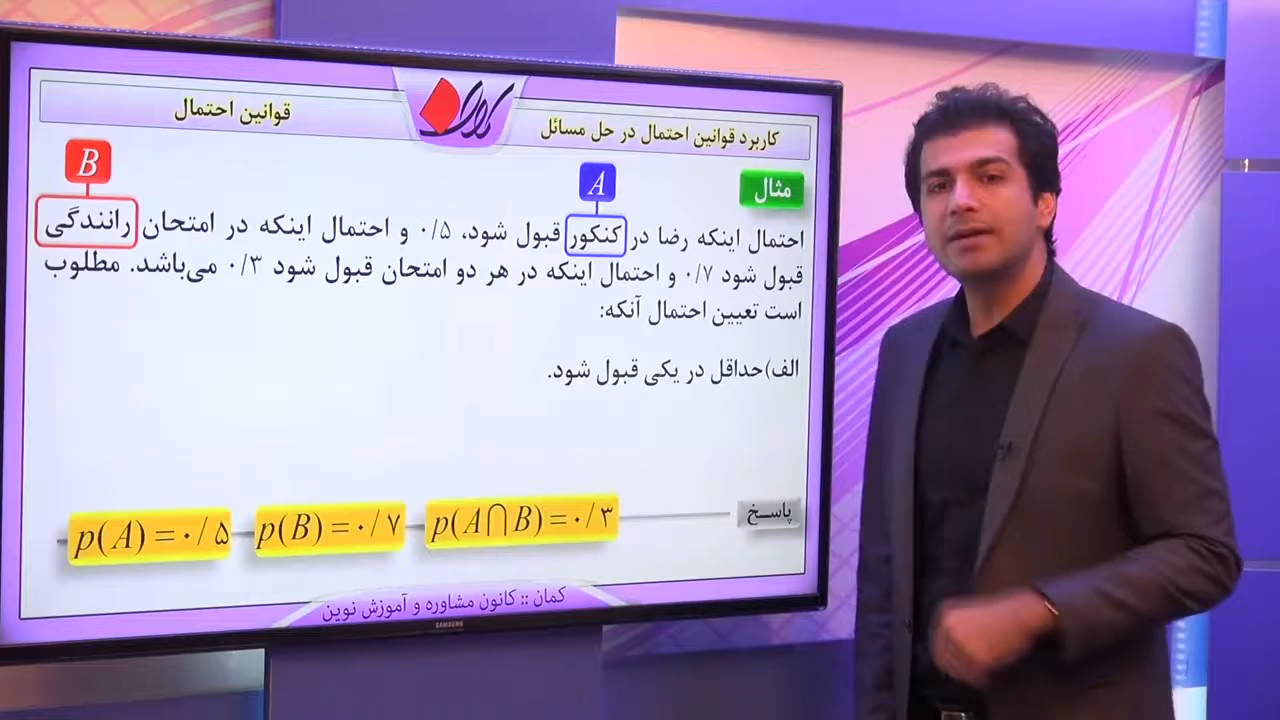 کاربرد قوانین احتمال در حل مسائل
کمان
قوانین احتمال
مثال
A
B
احتمال اینکه رضا در کنکور قبول شود، ۰/۵ و احتمال اینکه در امتحان رانندگی
قبول شود ۰/۷ و احتمال اینکه در هر دو امتحان قبول شود ۰/۳ می‌باشد. مطلوب
است تعیین احتمال آنکه:
الف)حداقل در یکی قبول شود.
پاسخ
p(A)=۰/۵ p(B)=۰/۷ p(A∩B)=۰/۳
کمان :: کانون مشاوره و آموزش نوین
SAMSUNG